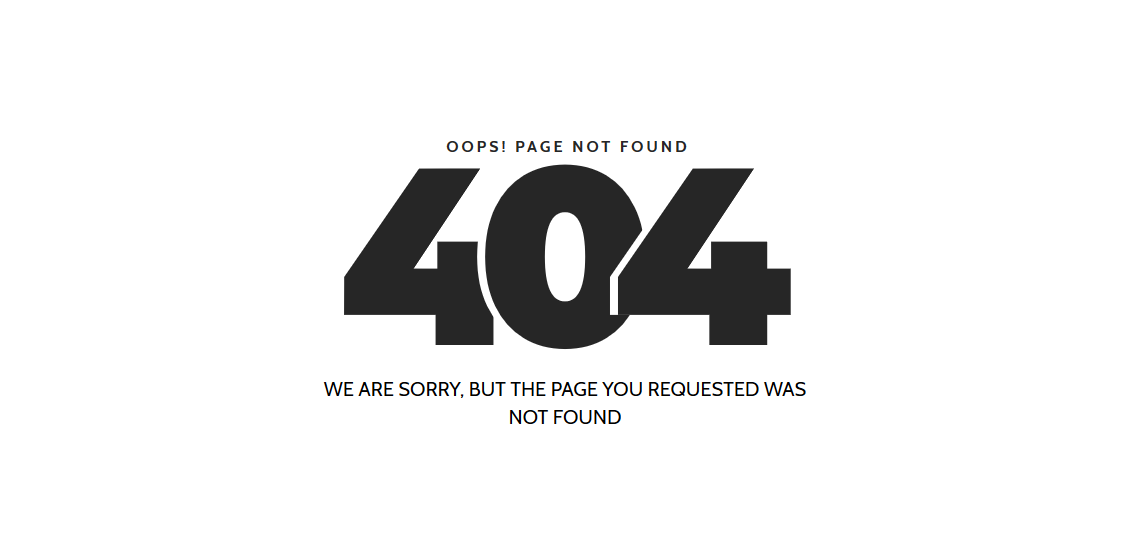 OOPS! PAGE NOT FOUND
404
WE ARE SORRY, BUT THE PAGE YOU REQUESTED WAS
NOT FOUND